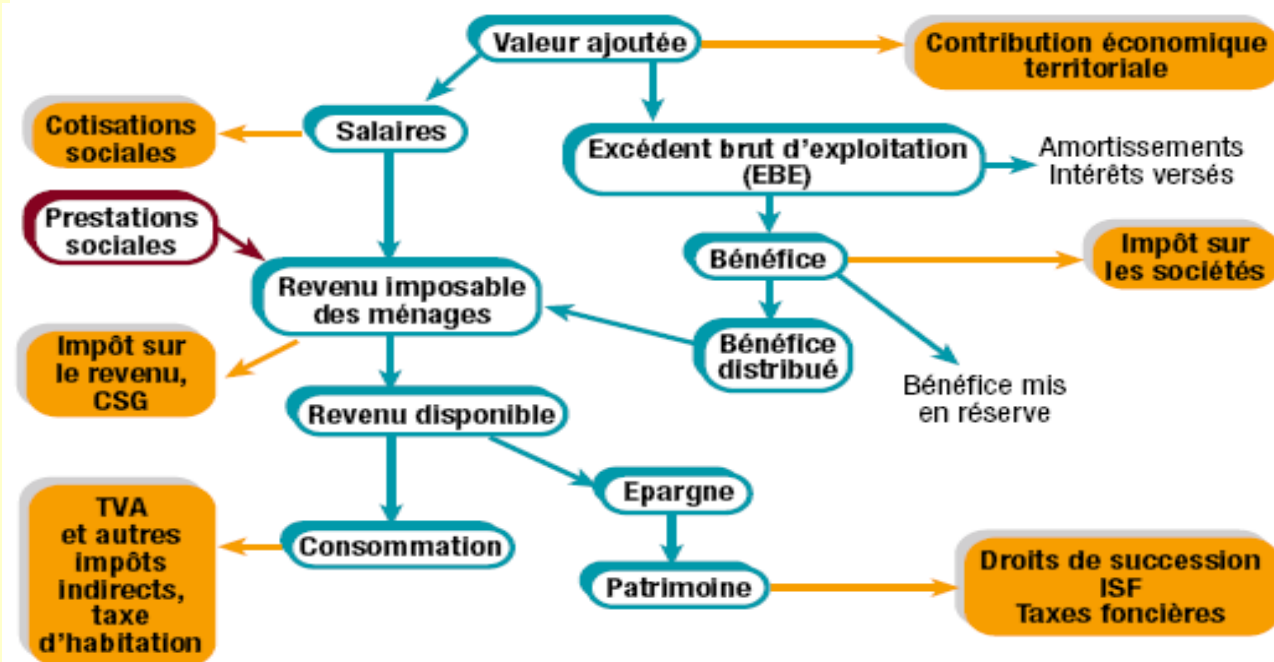 Valeur ajoutée
Contribution économique
territoriale
Cotisations
sociales
Salaires
Excédent brut d'exploitation
(EBE)
Amortissements
Intérêts versés
Prestations
sociales
Bénéfice
Impôt sur
les sociétés
Revenu imposable
des ménages
Bénéfice
distribué
Impôt sur
le revenu,
CSG
Bénéfice mis
en réserve
Revenu disponible
Epargne
TVA
et autres
impôts
indirects,
taxe
d'habitation
Consommation
Patrimoine
Droits de succession
ISF
Taxes foncières